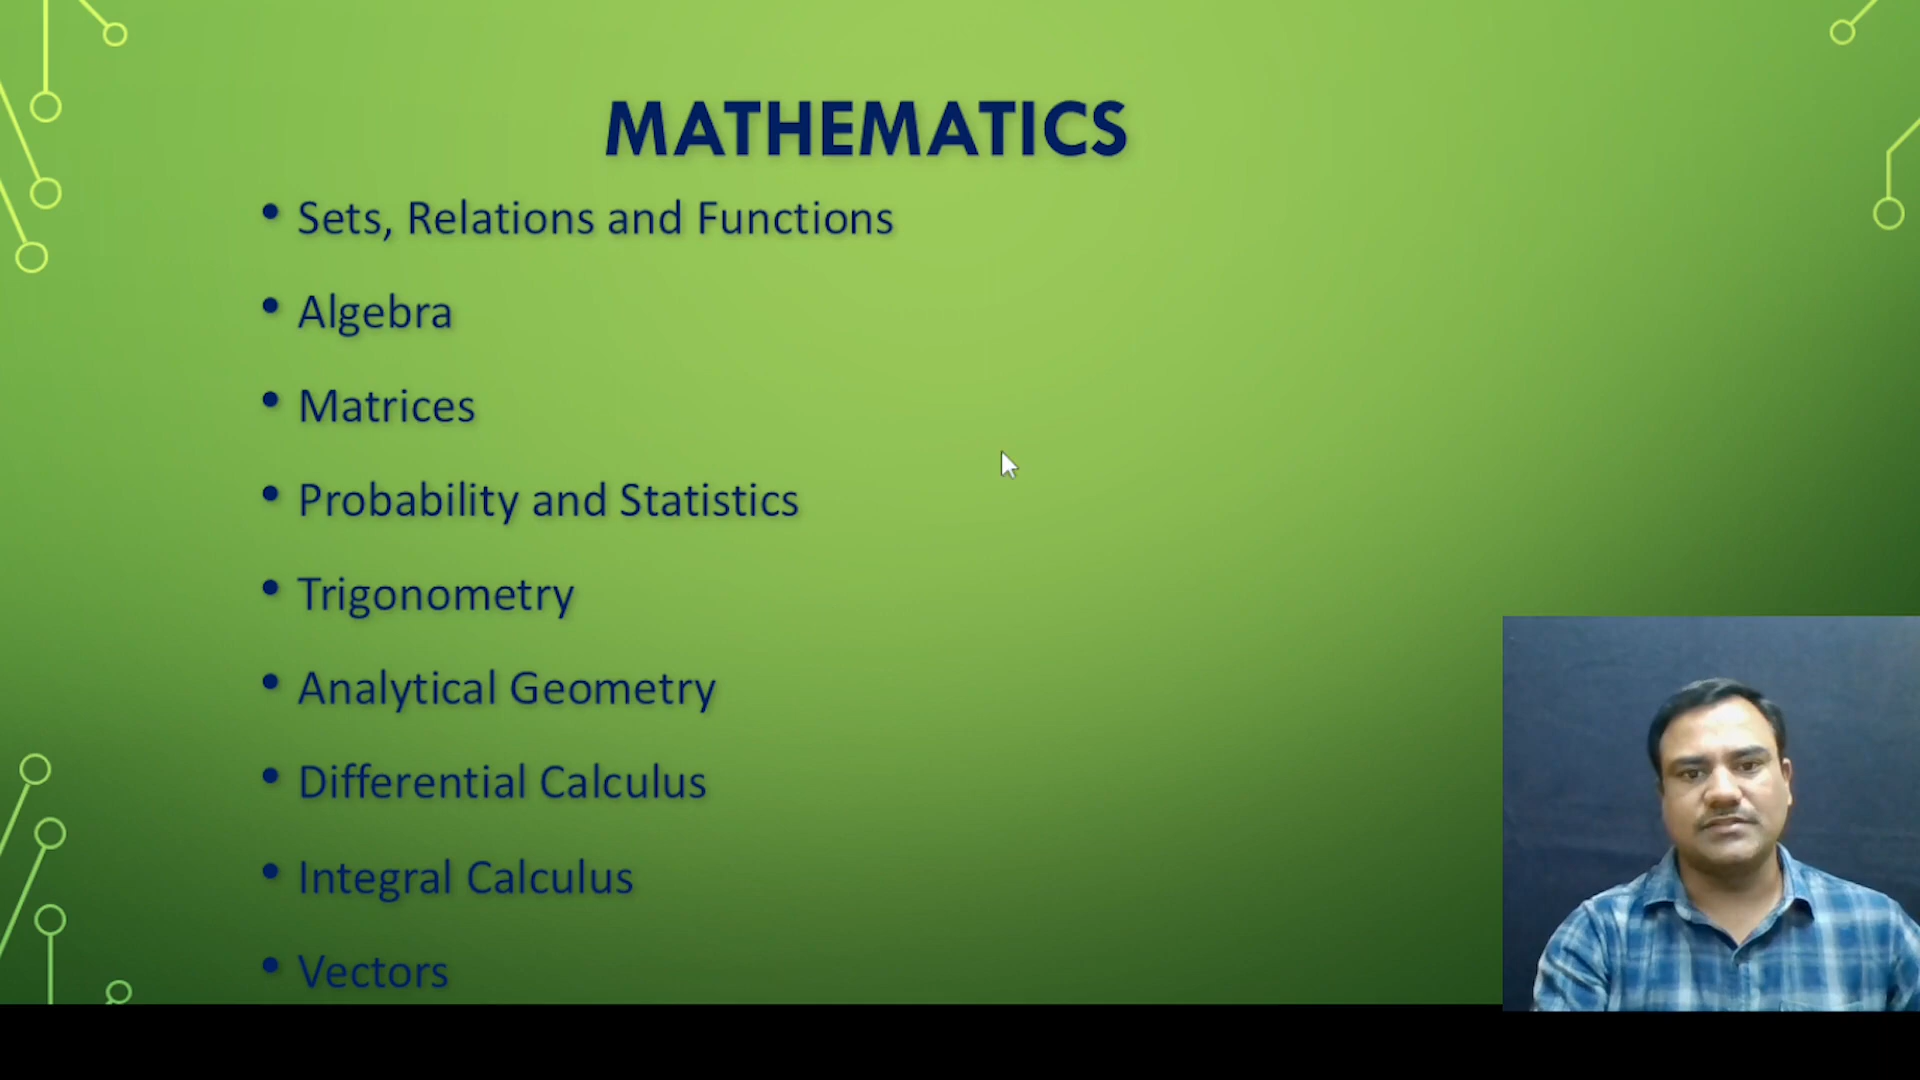 MATHEMATICS
• Sets, Relations and Functions
• Algebra
• Matrices
• Probability and Statistics
• Trigonometry
• Analytical Geometry
• Differential Calculus
• Integral Calculus
• Vectors